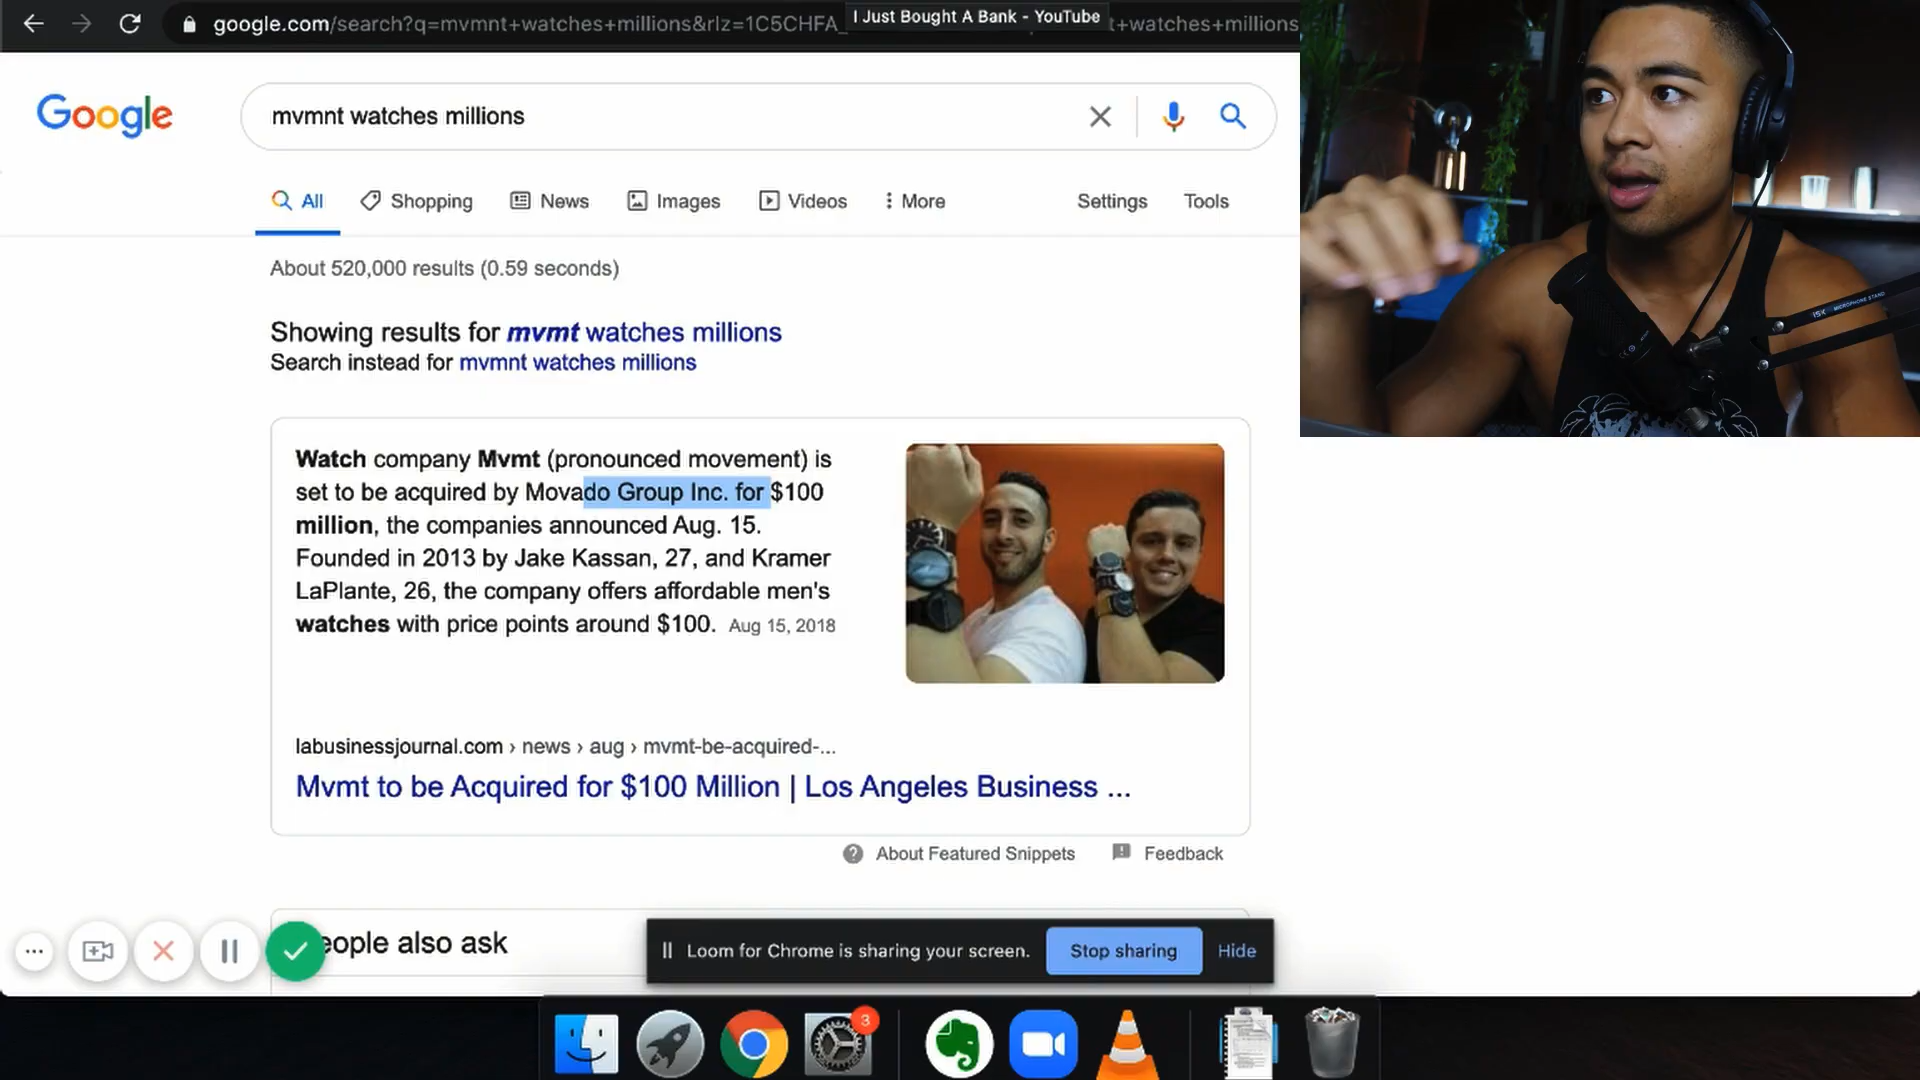 I Just Bought A Bank - YouTube
google.com/search?q=mvmnt+watches+millions&rlz=1C5CHFA_
t+watches+millions
Google
mvmnt watches millions
All
Shopping
News
Images
Videos
More
Settings
Tools
About 520,000 results (0.59 seconds)
Showing results for mvmt watches millions
Search instead for mvmnt watches millions
Watch company Mvmt (pronounced movement) is
set to be acquired by Movado Group Inc. for $100
million, the companies announced Aug. 15.
Founded in 2013 by Jake Kassan, 27, and Kramer
LaPlante, 26, the company offers affordable men's
watches with price points around $100. Aug 15, 2018
labusinessjournal.com › news › aug › mvmt-be-acquired-...
Mvmt to be Acquired for $100 Million | Los Angeles Business ...
About Featured Snippets
Feedback
eople also ask
Loom for Chrome is sharing your screen.
Stop sharing
Hide
3
MICROPHONE STAND